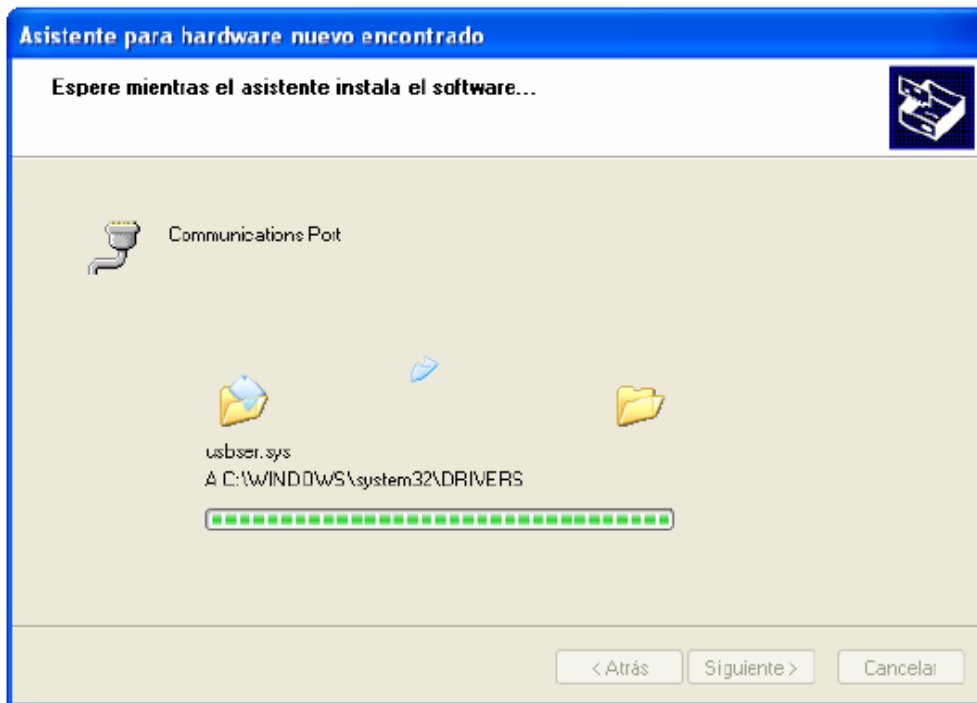 Asistente para hardware nuevo encontrado
Espere mientras el asistente instala el software...
Communications Port
usbser.sys
A C:\WINDOWS\system32\DRIVERS
< Atrás
Siguiente >
Cancelar